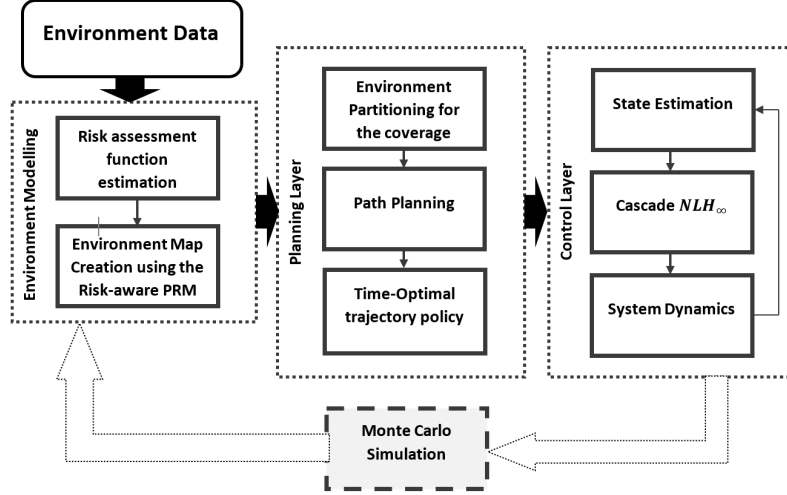 Environment Data
Environment Modelling
Risk assessment
function
estimation
Environment Map
Creation using the
Risk-aware PRM
Planning Layer
Environment
Partitioning for
the coverage
Path Planning
Time-Optimal
trajectory policy
Control Layer
State Estimation
Cascade NLH∞
System Dynamics
Monte Carlo
Simulation